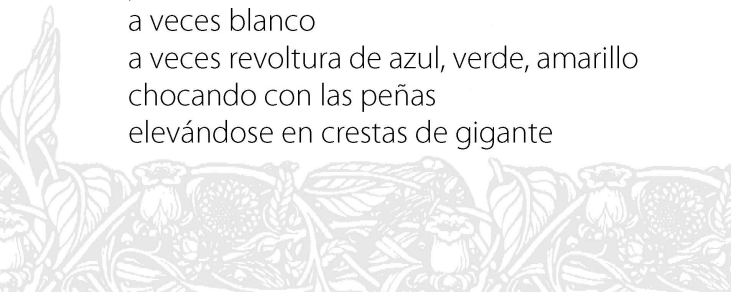 a veces blanco
a veces revoltura de azul, verde, amarillo
chocando con las peñas
elevándose en crestas de gigante